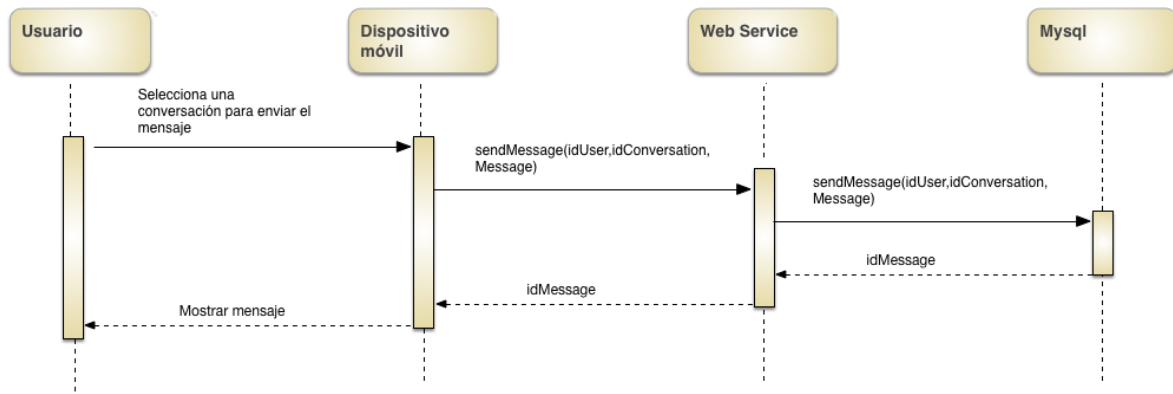 Usuario
Dispositivo
móvil
Web Service
Mysql
Selecciona una
conversación para enviar el
mensaje
sendMessage(idUser,idConversation,
Message)
sendMessage(idUser,idConversation,
Message)
idMessage
idMessage
Mostrar mensaje